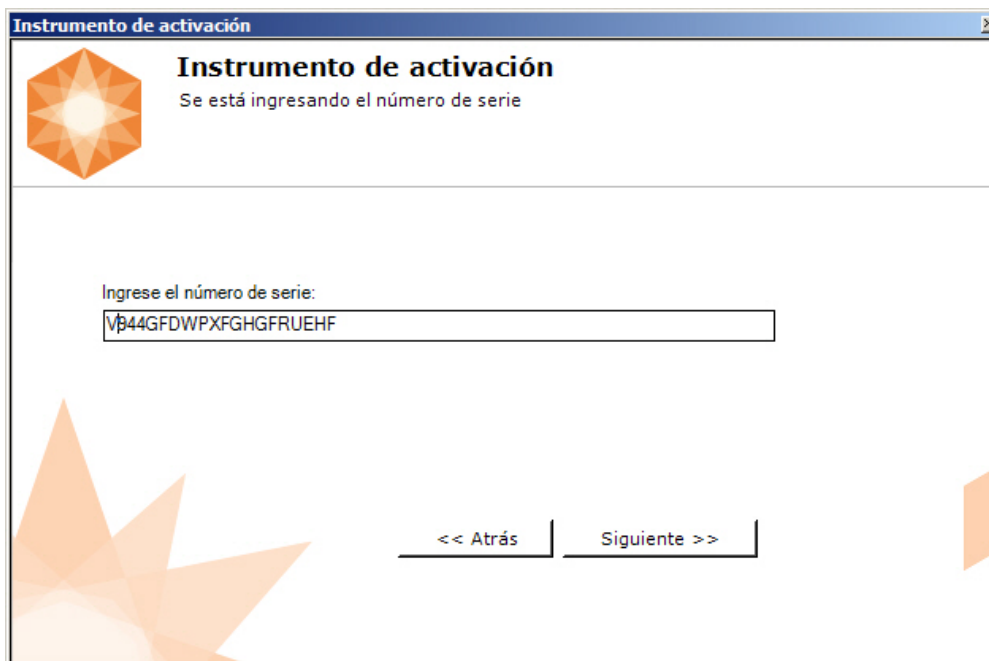 Instrumento de activación
Instrumento de activación
Se está ingresando el número de serie
Ingrese el número de serie:
V944GFDWPXFGHGFRUEHF
<< Atrás
Siguiente >>